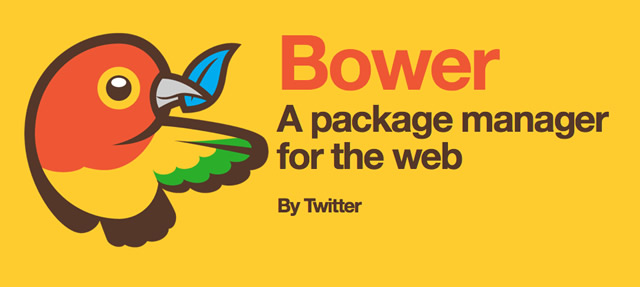 Bower
A package manager
for the web
By Twitter